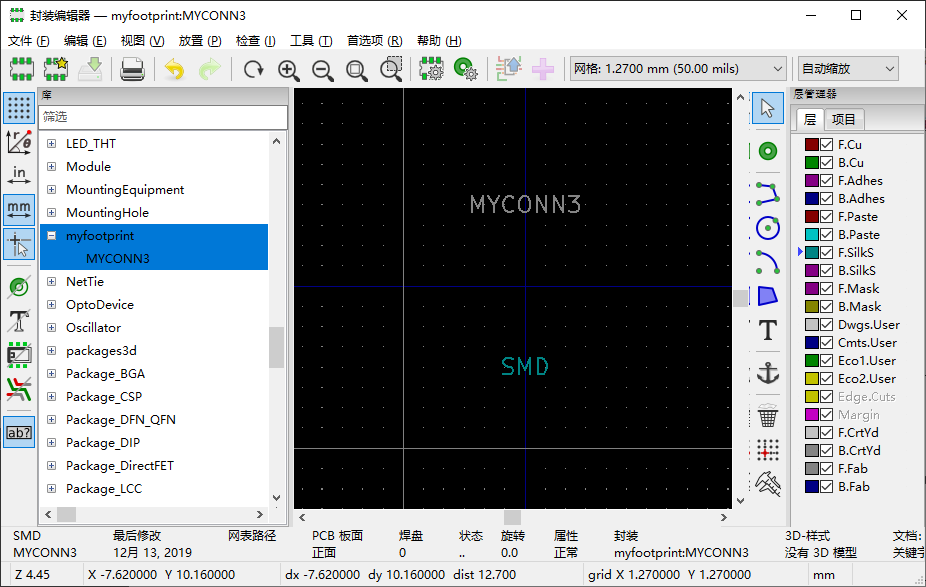 封装编辑器 — myfootprint:MYCONN3
文件 (F) 编辑 (E) 视图 (V) 放置 (P) 检查 (I) 工具 (T) 首选项 (R) 帮助 (H)
网格: 1.2700 mm (50.00 mils) 自动缩放
库
筛选
LED_THT
Module
MountingEquipment
MountingHole
myfootprint
MYCONN3
NetTie
OptoDevice
Oscillator
packages3d
Package_BGA
Package_CSP
Package_DFN_QFN
Package_DIP
Package_DirectFET
Package_LCC
in
mm
ab?
MYCONN3
SMD
T
层管理器
层 项目
F.Cu
B.Cu
F.Adhes
B.Adhes
F.Paste
B.Paste
F.SilkS
B.SilkS
F.Mask
B.Mask
Dwgs.User
Cmts.User
Eco1.User
Eco2.User
Edge.Cuts
Margin
F.CrtYd
B.CrtYd
F.Fab
B.Fab
SMD 最后修改 网表路径 PCB 板面 焊盘 状态 旋转 属性 封装 3D-样式 文档:
MYCONN3 12月 13, 2019 正面 0 .. 0.0 正常 myfootprint:MYCONN3 没有 3D 模型 关键字
Z 4.45 X -7.620000 Y 10.160000 dx -7.620000 dy 10.160000 dist 12.700 grid X 1.270000 Y 1.270000 mm